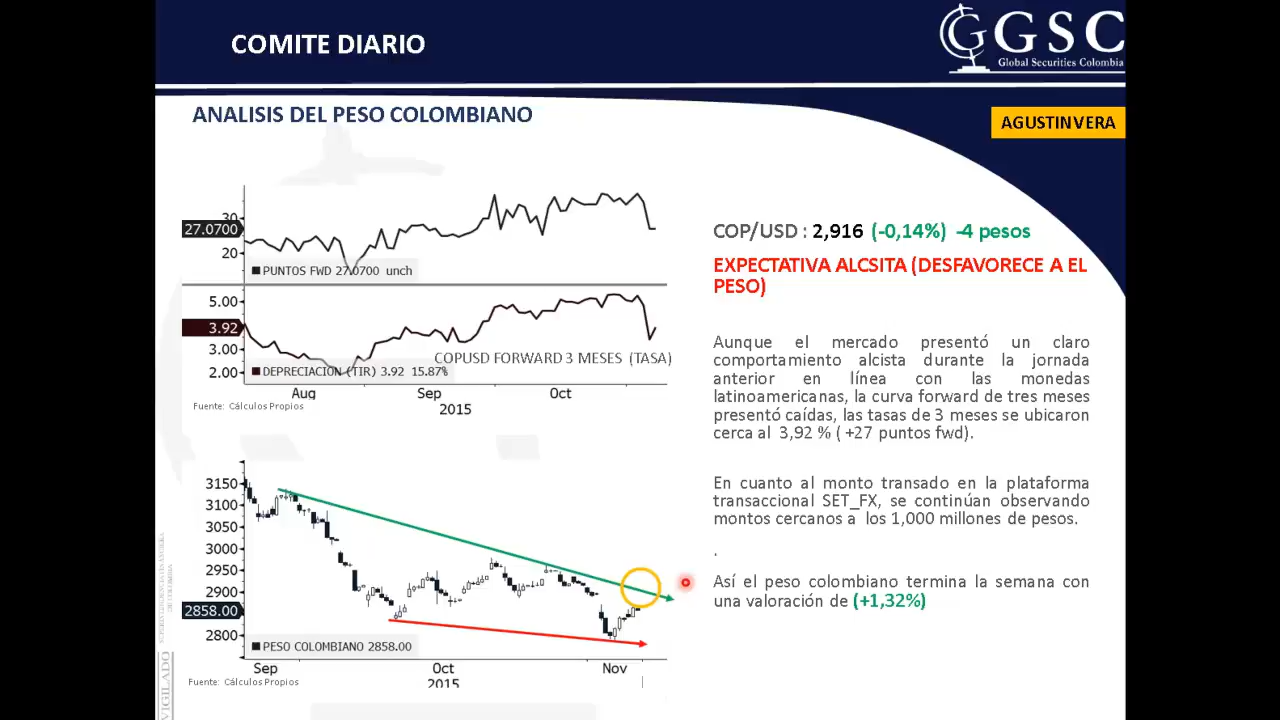 COMITE DIARIO
GSC
Global Securities Colombia
ANALISIS DEL PESO COLOMBIANO
AGUSTINVERA
30
27.0700
20
PUNTOS FWD 27.0700 unch
5.00
3.92
3.00
2.00
COPUSD FORWARD 3 MESES (TASA)
DEPRECIACION (TIR) 3.92 15.87%
Aug Sep Oct
2015
Fuente: Cálculos Propios
3150
3100
3050
3000
2950
2900
2858.00
2800
PESO COLOMBIANO 2858.00
Sep Oct Nov
2015
Fuente: Cálculos Propios
COP/USD : 2,916 (-0,14%) -4 pesos
EXPECTATIVA ALCSITA (DESFAVORECE A EL
PESO)
Aunque el mercado presentó un claro
comportamiento alcista durante la jornada
anterior en línea con las monedas
latinoamericanas, la curva forward de tres meses
presentó caídas, las tasas de 3 meses se ubicaron
cerca al 3,92 % ( +27 puntos fwd).
En cuanto al monto transado en la plataforma
transaccional SET_FX, se continúan observando
montos cercanos a los 1,000 millones de pesos.
.
Así el peso colombiano termina la semana con
una valoración de (+1,32%)
VIGILADO